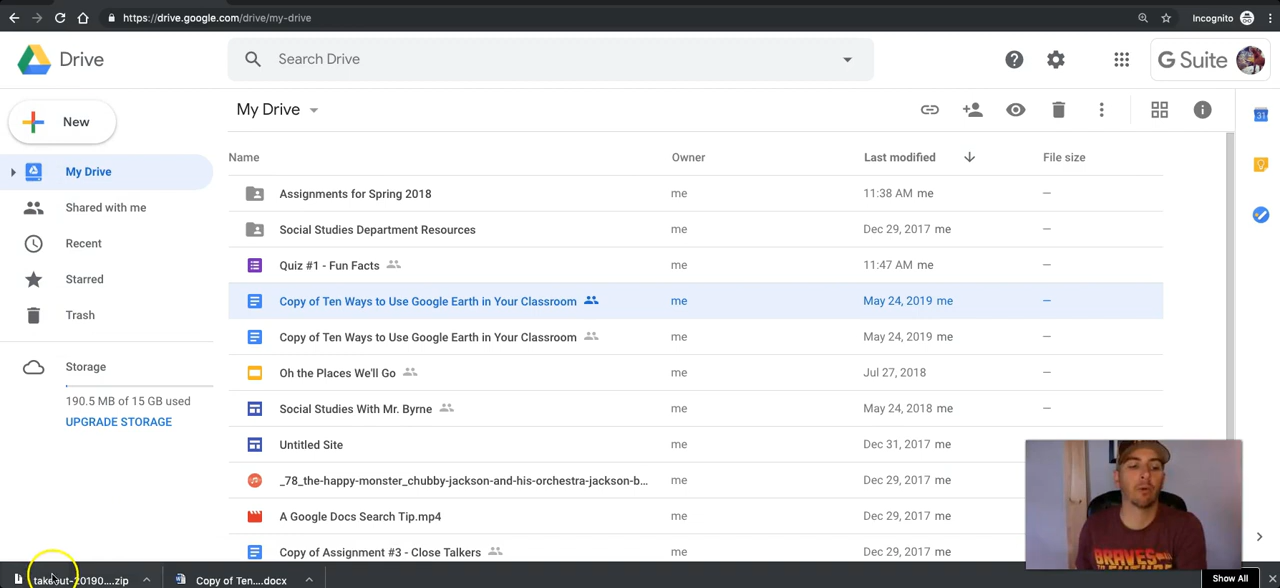 https://drive.google.com/drive/my-drive
Incognito
Drive
Search Drive
G Suite
New
My Drive
31
My Drive
Shared with me
Recent
Starred
Trash
Storage
190.5 MB of 15 GB used
UPGRADE STORAGE
Name Owner Last modified File size
Assignments for Spring 2018 me 11:38 AM me —
Social Studies Department Resources me Dec 29, 2017 me —
Quiz #1 - Fun Facts me 11:47 AM me —
Copy of Ten Ways to Use Google Earth in Your Classroom me May 24, 2019 me —
Copy of Ten Ways to Use Google Earth in Your Classroom me May 24, 2019 me —
Oh the Places We'll Go me Jul 27, 2018 —
Social Studies With Mr. Byrne me May 24, 2018 me —
Untitled Site me Dec 31, 2017 me —
_78_the-happy-monster_chubby-jackson-and-his-orchestra-jackson-b... me Dec 29, 2017 me
A Google Docs Search Tip.mp4 me Dec 29, 2017 me
Copy of Assignment #3 - Close Talkers me Dec 29, 2017 me
BRAVES
takeout-20190....zip
Copy of Ten....docx
Show All